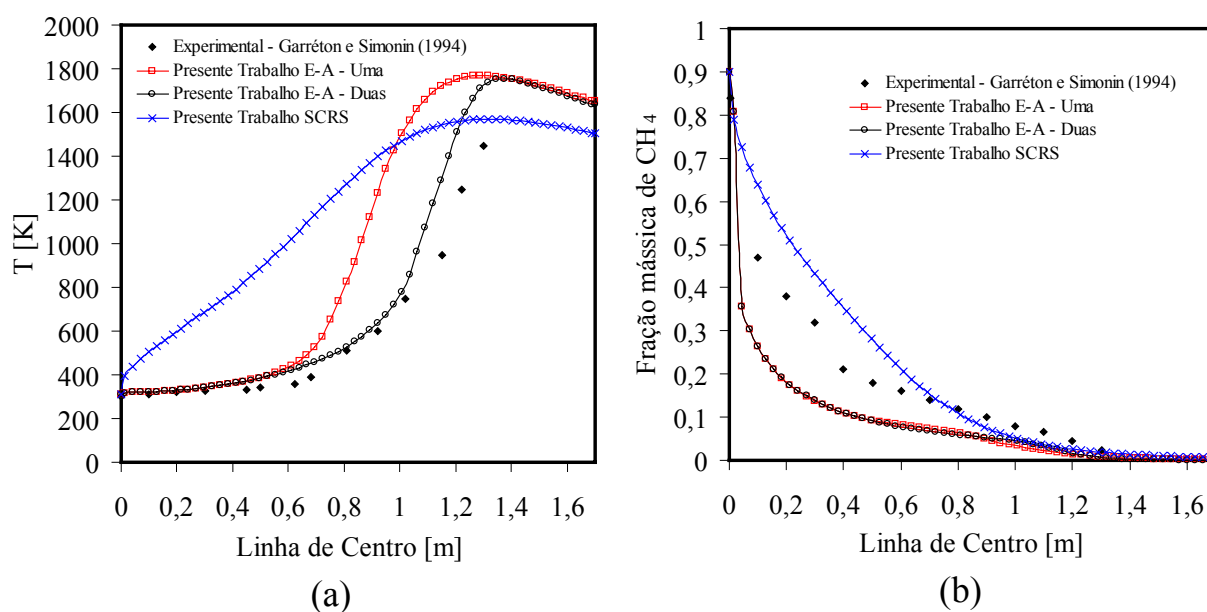 2000
1800
1600
1400
1200
1000
800
600
400
200
0
T [K]
Experimental - Garréton e Simonin (1994)
Presente Trabalho E-A - Uma
Presente Trabalho E-A - Duas
Presente Trabalho SCRS
0 0,2 0,4 0,6 0,8 1 1,2 1,4 1,6
Linha de Centro [m]
(a)
1
0,9
0,8
0,7
0,6
0,5
0,4
0,3
0,2
0,1
0
Fração mássica de CH4
Experimental - Garréton e Simonin (1994)
Presente Trabalho E-A - Uma
Presente Trabalho E-A - Duas
Presente Trabalho SCRS
0 0,2 0,4 0,6 0,8 1 1,2 1,4 1,6
Linha de Centro [m]
(b)